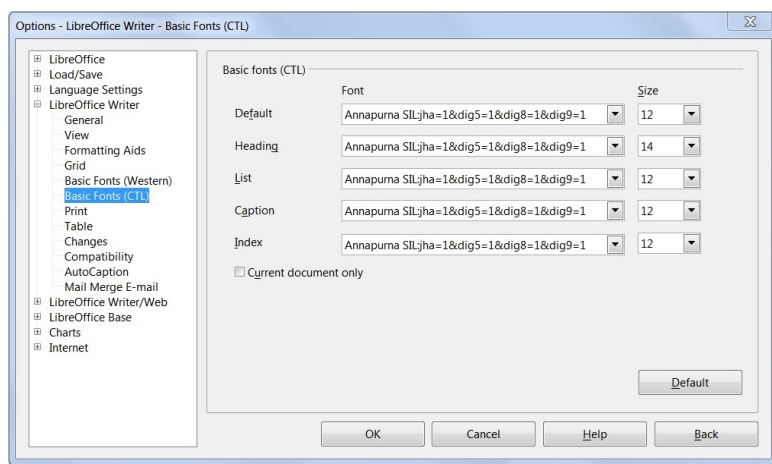 Options - LibreOffice Writer - Basic Fonts (CTL)
LibreOffice
Load/Save
Language Settings
LibreOffice Writer
General
View
Formatting Aids
Grid
Basic Fonts (Western)
Basic Fonts (CTL)
Print
Table
Changes
Compatibility
AutoCaption
Mail Merge E-mail
LibreOffice Writer/Web
LibreOffice Base
Charts
Internet
Basic fonts (CTL)
Font Size
Default Annapurna SIL:jha=1&dig5=1&dig8=1&dig9=1 12
Heading Annapurna SIL:jha=1&dig5=1&dig8=1&dig9=1 14
List Annapurna SIL:jha=1&dig5=1&dig8=1&dig9=1 12
Caption Annapurna SIL:jha=1&dig5=1&dig8=1&dig9=1 12
Index Annapurna SIL:jha=1&dig5=1&dig8=1&dig9=1 12
Current document only
Default
OK Cancel Help Back